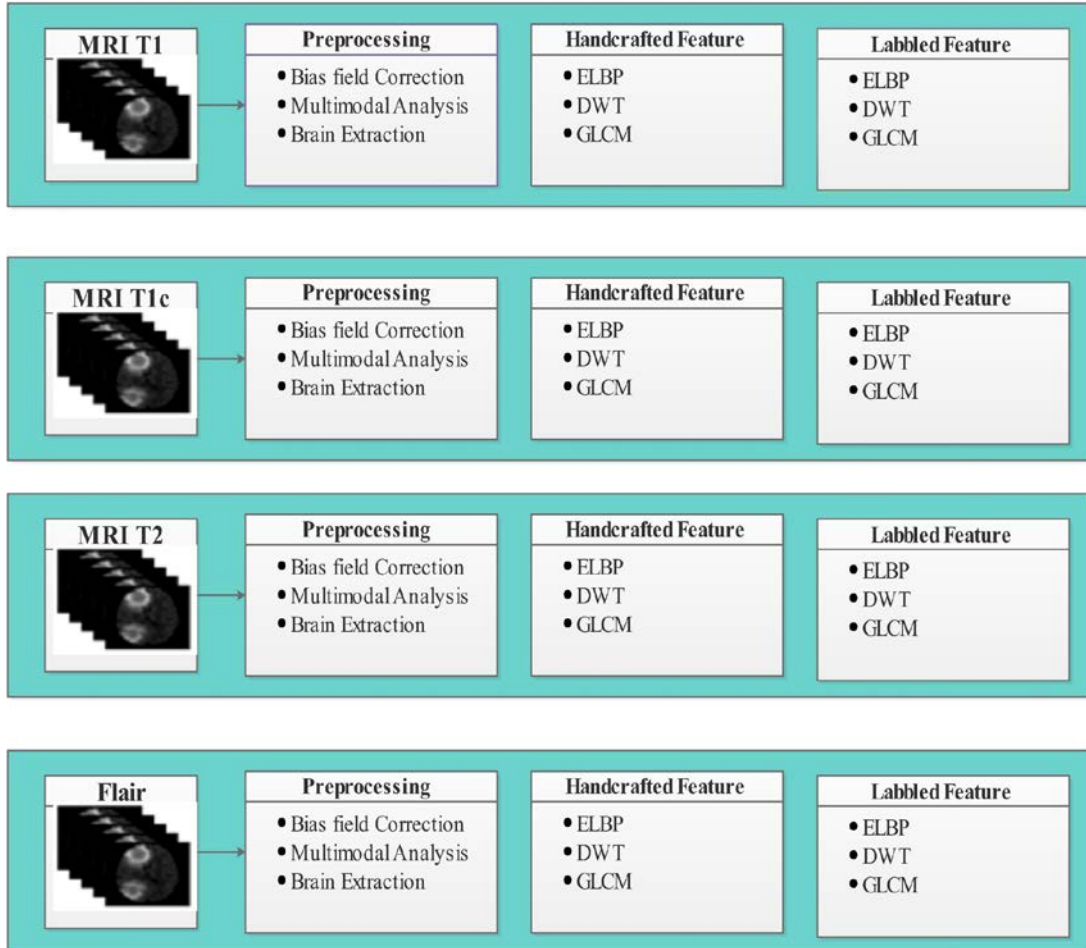 MRI T1
Preprocessing
• Bias field Correction
• Multimodal Analysis
• Brain Extraction
Handcrafted Feature
• ELBP
• DWT
• GLCM
Labbled Feature
• ELBP
• DWT
• GLCM
MRI T1c
Preprocessing
• Bias field Correction
• Multimodal Analysis
• Brain Extraction
Handcrafted Feature
• ELBP
• DWT
• GLCM
Labbled Feature
• ELBP
• DWT
• GLCM
MRI T2
Preprocessing
• Bias field Correction
• Multimodal Analysis
• Brain Extraction
Handcrafted Feature
• ELBP
• DWT
• GLCM
Labbled Feature
• ELBP
• DWT
• GLCM
Flair
Preprocessing
• Bias field Correction
• Multimodal Analysis
• Brain Extraction
Handcrafted Feature
• ELBP
• DWT
• GLCM
Labbled Feature
• ELBP
• DWT
• GLCM